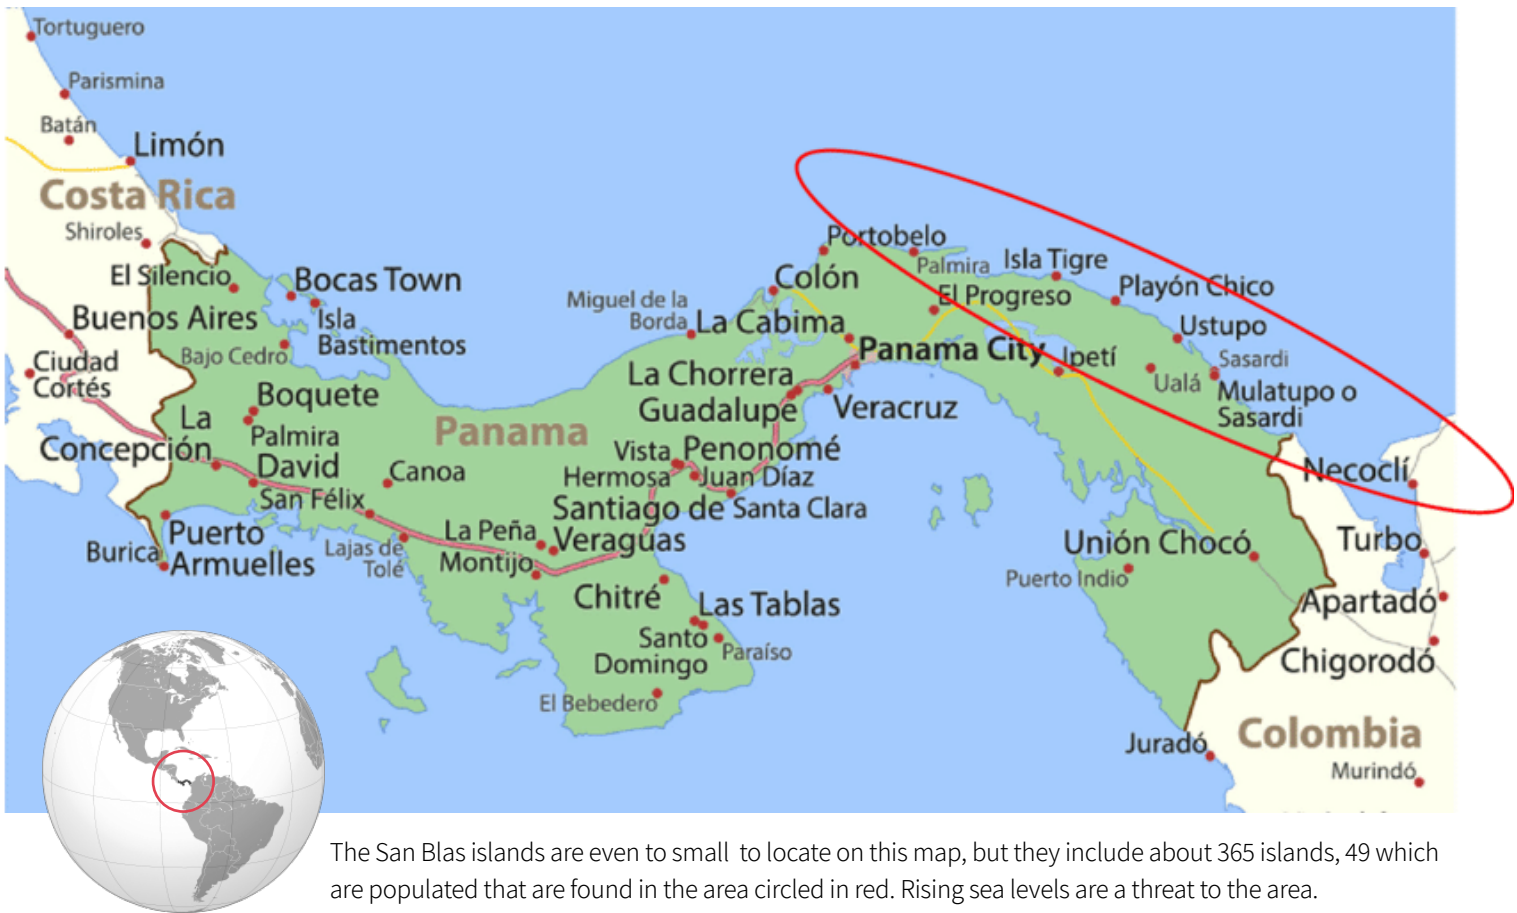 Tortuguero
Parismina
Batán
Limón
Costa Rica
Shiroles
El Silencio
Bocas Town
Isla
Bastimentos
Buenos Aires
Bajo Cedro
Ciudad
Cortés
Boquete
La
Concepción
Palmira
David
San Félix
Canoa
Panama
Puerto
Armuelles
Burica
Lajas de
Tolé
La Peña
Montijo
Santiago de
Veraguas
Vista
Hermosa
Penonomé
Juan Díaz
Santa Clara
Chitré
Las Tablas
Santo
Domingo
Paraíso
El Bebedero
Miguel de la
Borda
La Cabima
Colón
Portobelo
Palmira
Isla Tigre
El Progreso
Playón Chico
Ustupo
Sasardi
Ualá
Mulatupo o
Sasardi
Panama City
Ipetí
La Chorrera
Guadalupe
Veracruz
Necoclí
Turbo
Unión Chocó
Puerto Indio
Apartadó
Chigorodó
Colombia
Juradó
Murindó
The San Blas islands are even to small to locate on this map, but they include about 365 islands, 49 which
are populated that are found in the area circled in red. Rising sea levels are a threat to the area.